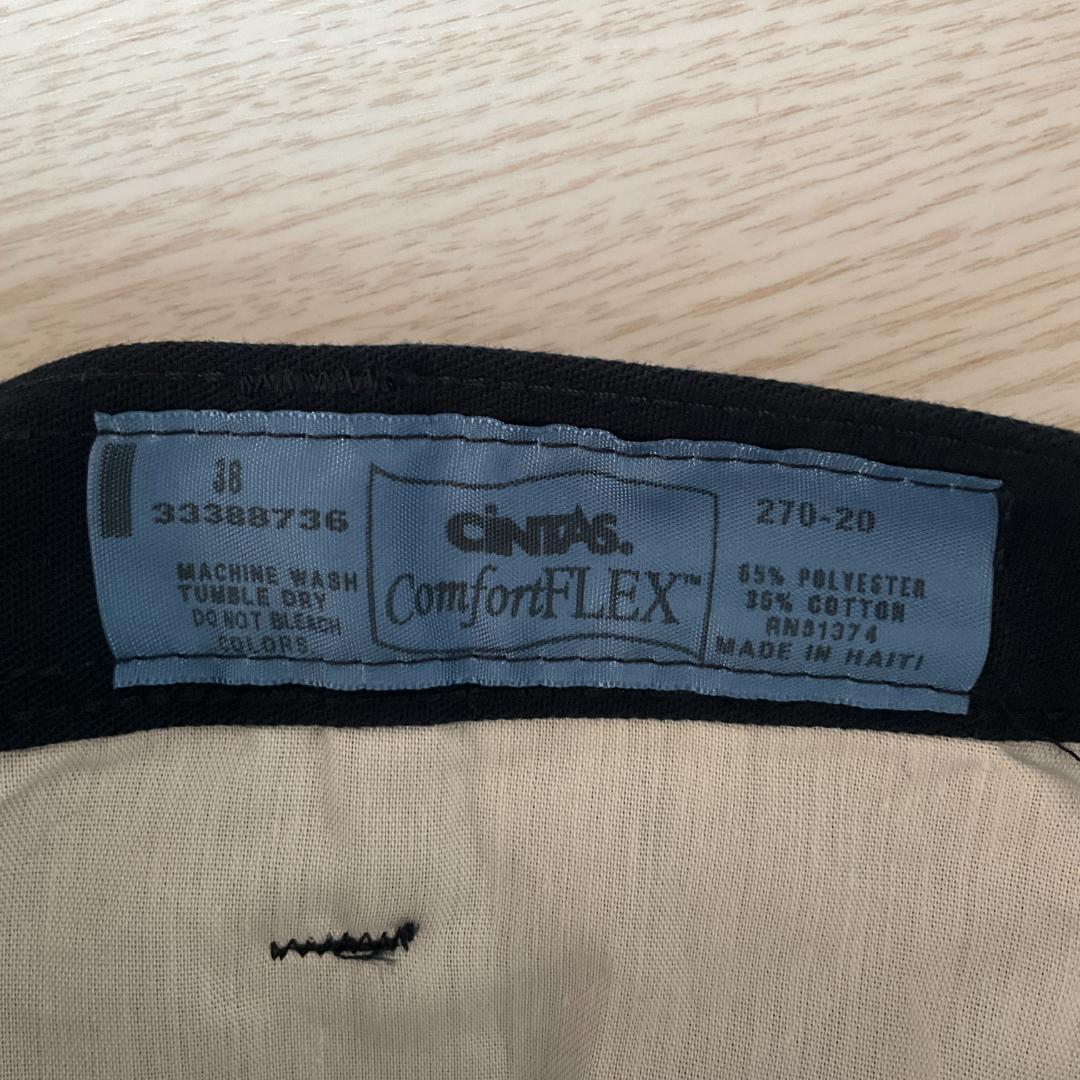 38
33388736
MACHINE WASH
TUMBLE DRY
DO NOT BLEACH
COLORS
CINTAS.
ComfortFLEX™
270-20
65% POLYESTER
35% COTTON
RN91374
MADE IN HAITI